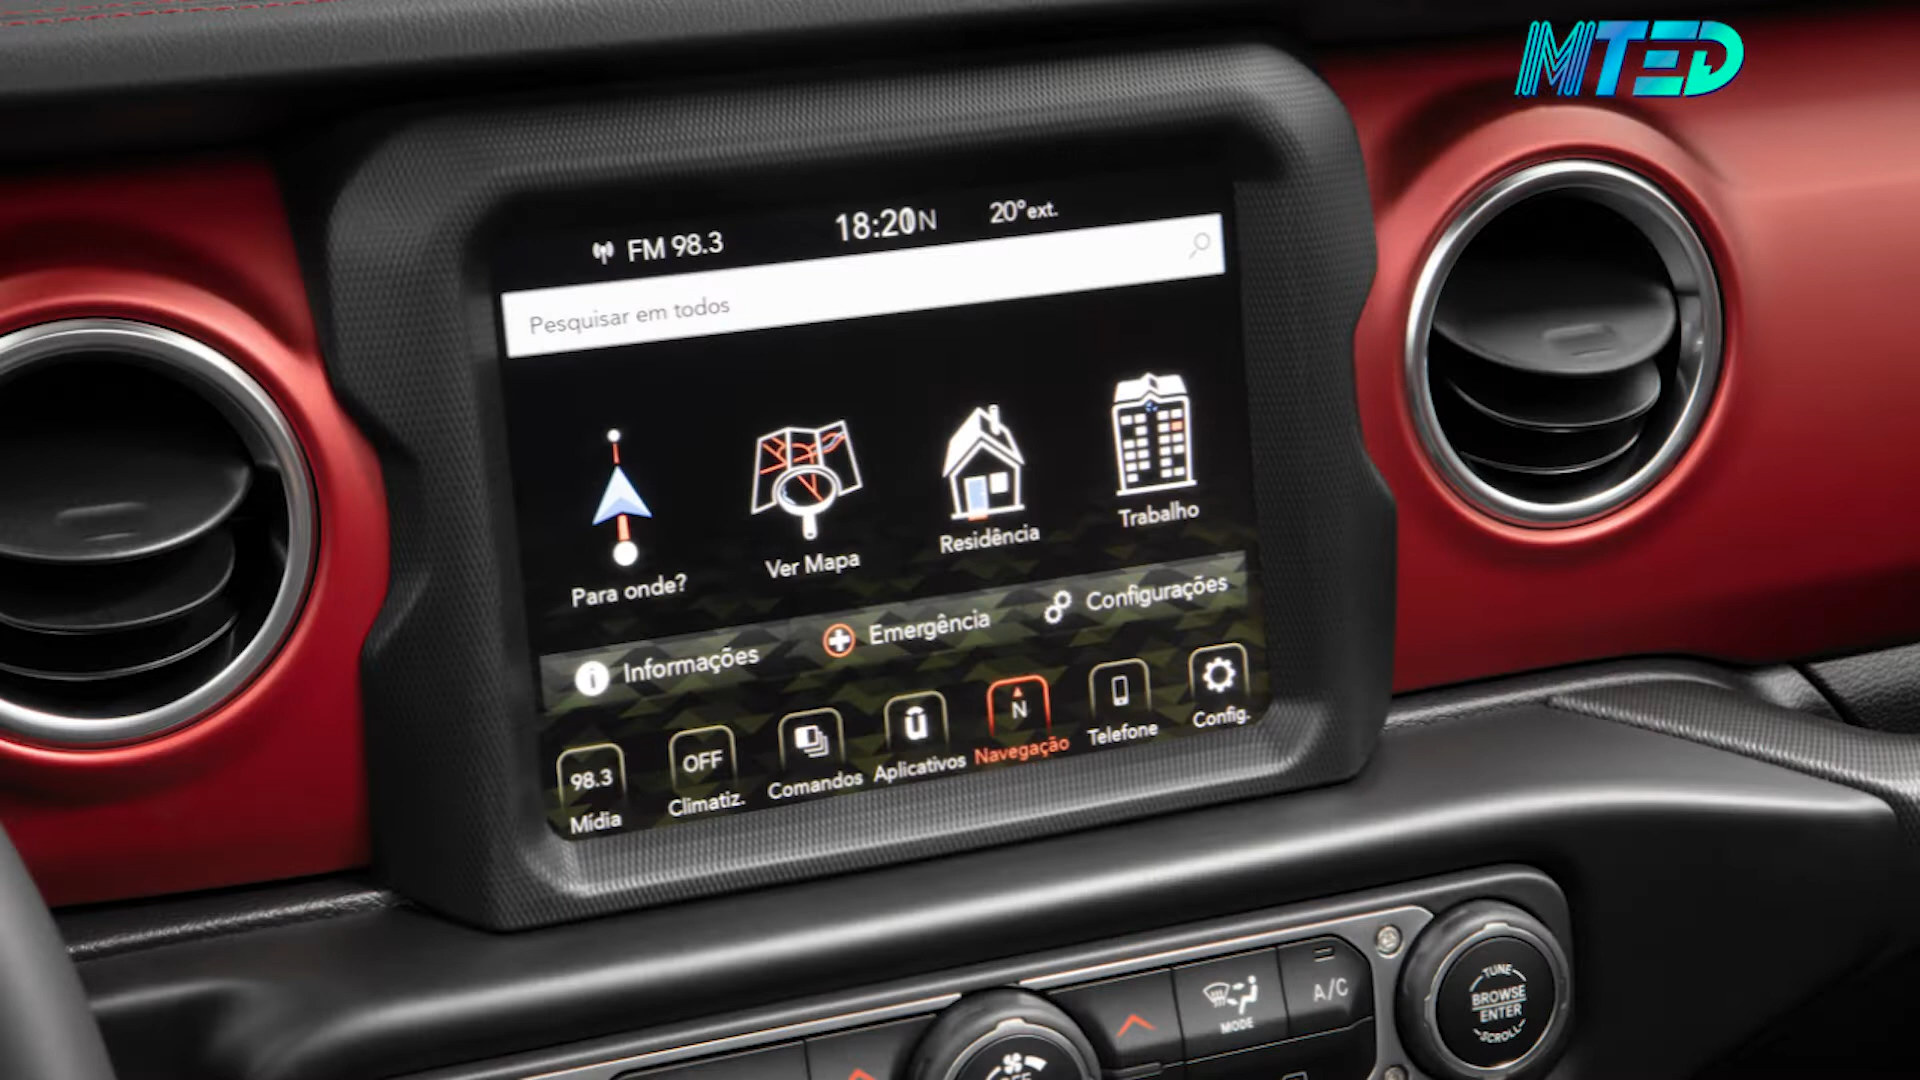 MTED
FM 98.3
18:20 N
20° ext.
Pesquisar em todos
Para onde?
Ver Mapa
Residência
Trabalho
Informações
Emergência
Configurações
98.3
OFF
N
Mídia
Climatiz.
Comandos
Aplicativos
Navegação
Telefone
Config.
MODE
A/C
TUNE
BROWSE
ENTER
SCROLL